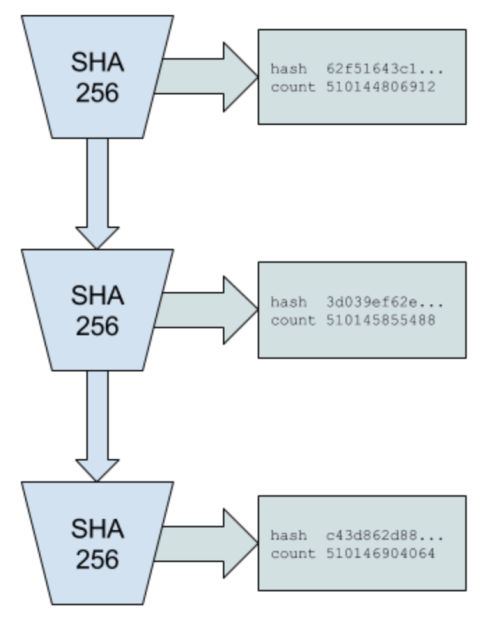 SHA
256
hash  62f51643c1...
count 510144806912
SHA
256
hash  3d039ef62e...
count 510145855488
SHA
256
hash  c43d862d88...
count 510146904064